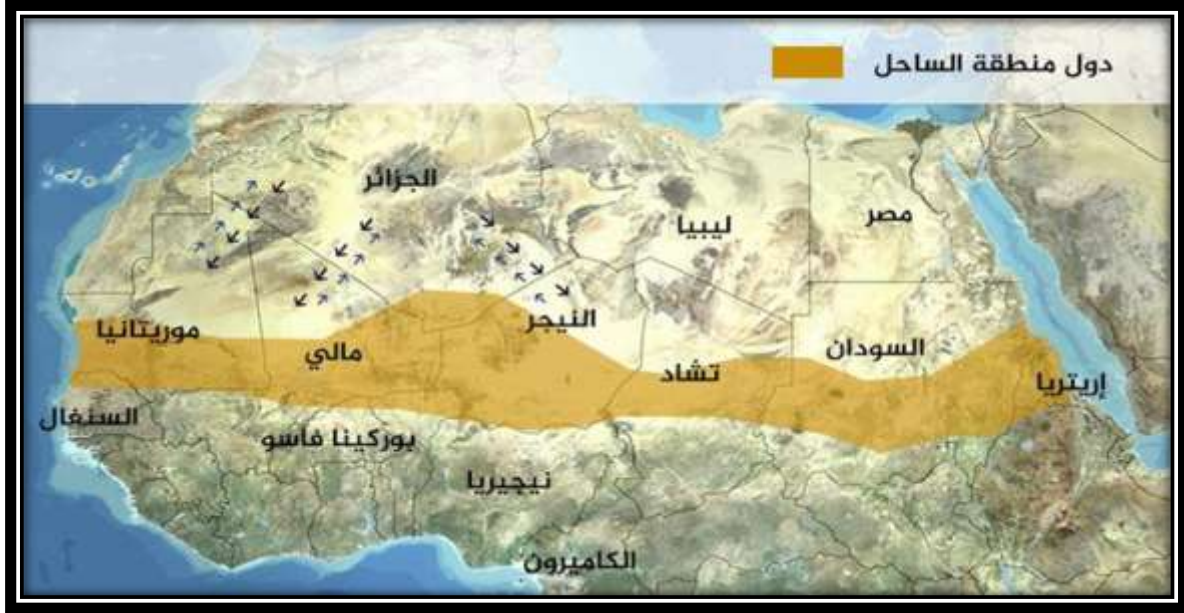 دول منطقة الساحل
الجزائر
ليبيا
مصر
موريتانيا
مالي
النيجر
تشاد
السودان
إريتريا
السنغال
بوركينا فاسو
نيجيريا
الكاميرون